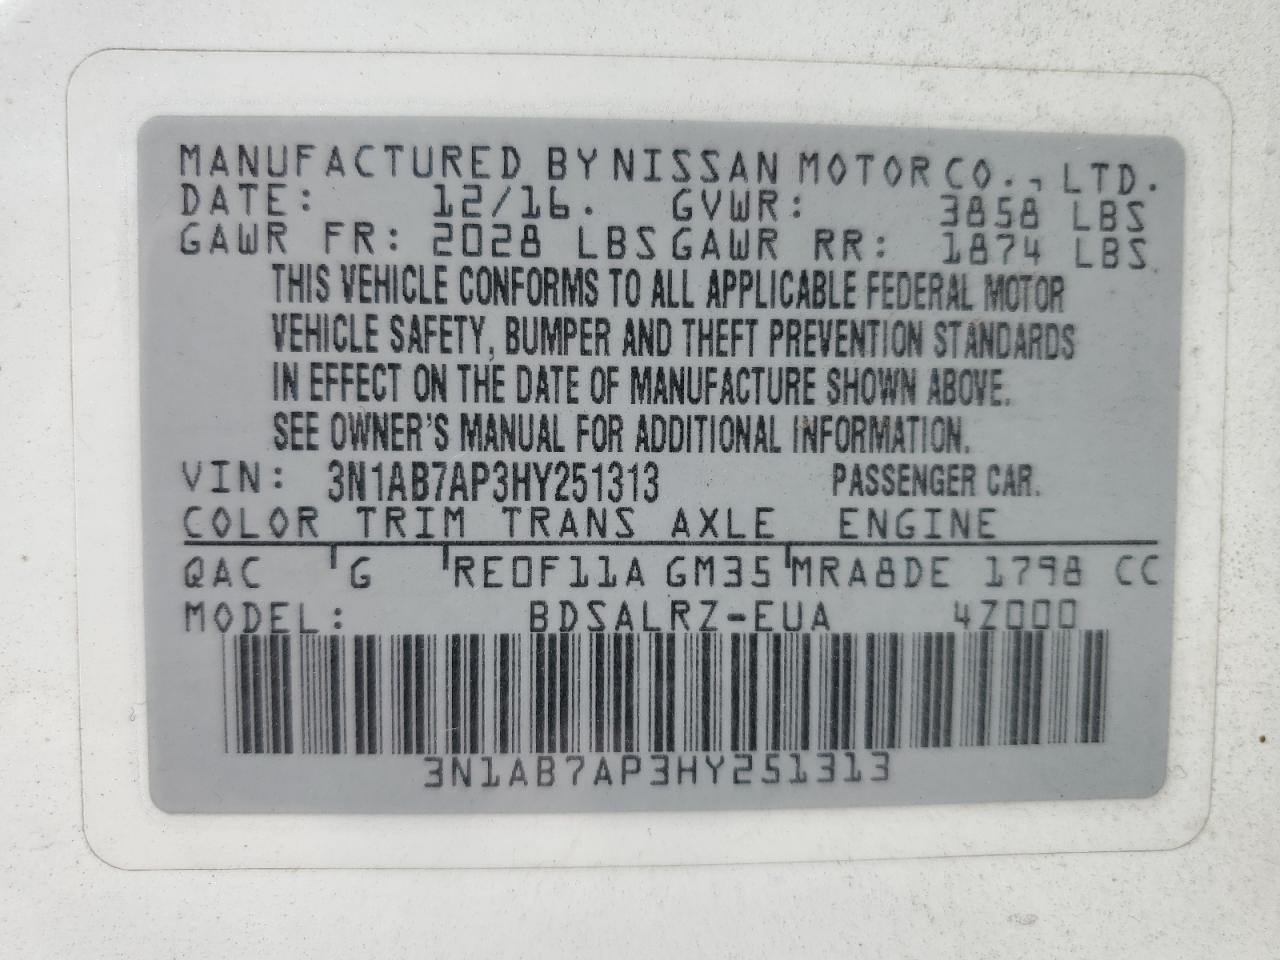 MANUFACTURED BY NISSAN MOTOR CO., LTD.
DATE: 12/16. GVWR: 3858 LBS
GAWR FR: 2028 LBS GAWR RR: 1874 LBS
THIS VEHICLE CONFORMS TO ALL APPLICABLE FEDERAL MOTOR
VEHICLE SAFETY, BUMPER AND THEFT PREVENTION STANDARDS
IN EFFECT ON THE DATE OF MANUFACTURE SHOWN ABOVE.
SEE OWNER'S MANUAL FOR ADDITIONAL INFORMATION.
VIN: 3N1AB7AP3HY251313 PASSENGER CAR.
COLOR TRIM TRANS AXLE ENGINE
QAC G RE0F11A GM35 MRA8DE 1798 CC
MODEL: BDSALRZ-EUA 4Z000
3N1AB7AP3HY251313